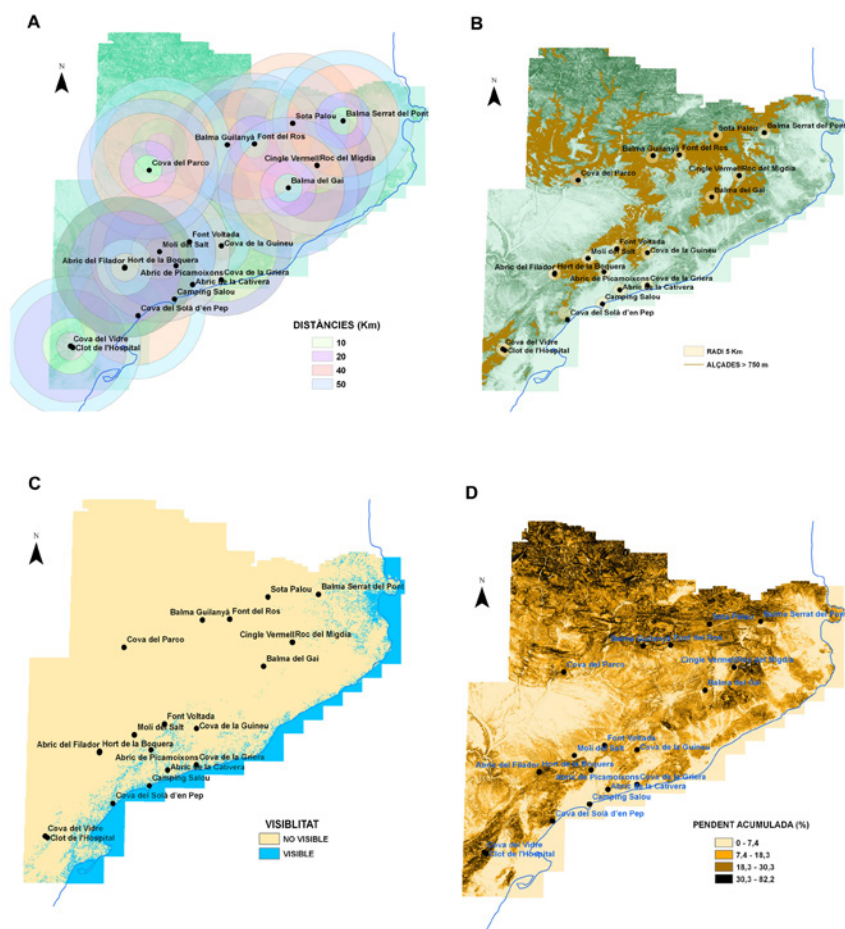 A
N
Sota Palou
Balma Serrat del Pont
Balma Guilanyà Font del Ros
Cingle Vermell/Roc del Migdia
Cova del Parco
Balma del Gai
Font Voltada
Molí del Salt
Cova de la Guineu
Abric del Filador Hort de la Boquera
Abric de Picamoixons Cova de la Griera
Abric de la Cativera
Camping Salou
Cova del Solà d'en Pep
Cova del Vidre
Clot de l'Hospital
DISTÀNCIES (Km)
10
20
40
50
B
N
Sota Palou
Balma Serrat del Pont
Balma Guilanyà Font del Ros
Cingle Vermell/Roc del Migdia
Cova del Parco
Balma del Gai
Font Voltada
Molí del Salt
Cova de la Guineu
Abric del Filador Hort de la Boquera
Abric de Picamoixons Cova de la Griera
Abric de la Cativera
Camping Salou
Cova del Solà d'en Pep
Cova del Vidre
Clot de l'Hospital
RADI 5 Km
ALÇADES > 750 m
C
N
Sota Palou
Balma Serrat del Pont
Balma Guilanyà Font del Ros
Cingle Vermell/Roc del Migdia
Cova del Parco
Balma del Gai
Font Voltada
Molí del Salt
Cova de la Guineu
Abric del Filador Hort de la Boquera
Abric de Picamoixons Cova de la Griera
Abric de la Cativera
Camping Salou
Cova del Solà d'en Pep
Cova del Vidre
Clot de l'Hospital
VISIBLITAT
NO VISIBLE
VISIBLE
D
N
Sota Palou
Balma Serrat del Pont
Balma Guilanyà Font del Ros
Cingle Vermell/Roc del Migdia
Cova del Parco
Balma del Gai
Font Voltada
Molí del Salt
Cova de la Guineu
Abric del Filador Hort de la Boquera
Abric de Picamoixons Cova de la Griera
Abric de la Cativera
Camping Salou
Cova del Solà d'en Pep
Cova del Vidre
Clot de l'Hospital
PENDENT ACUMULADA (%)
0 - 7,4
7,4 - 18,3
18,3 - 30,3
30,3 - 82,2